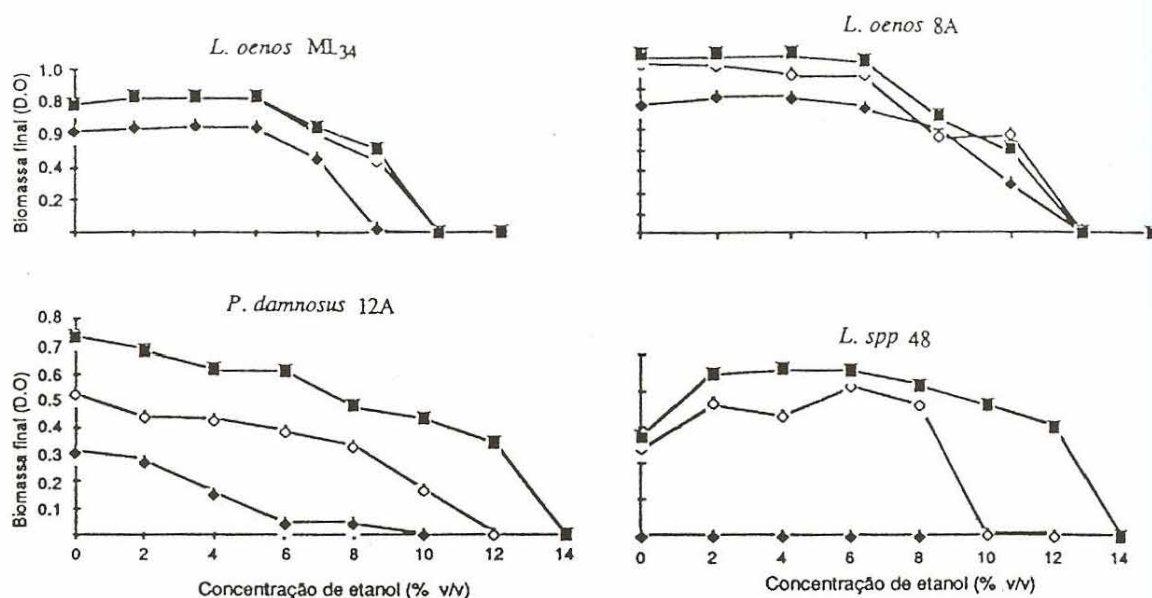 L. oenos ML34
Biomassa final (D.O)
1.0
0.8
0.9
0.4
0.2
L. oenos 8A
P. damnosus 12A
Biomassa final (D.O)
0.8
0.7
0.6
0.5
0.4
0.3
0.2
0.1
0 2 4 6 8 10 12 14
Concentração de etanol (% v/v)
L. spp 48
0 2 4 6 8 10 12 14
Concentração de etanol (% v/v)